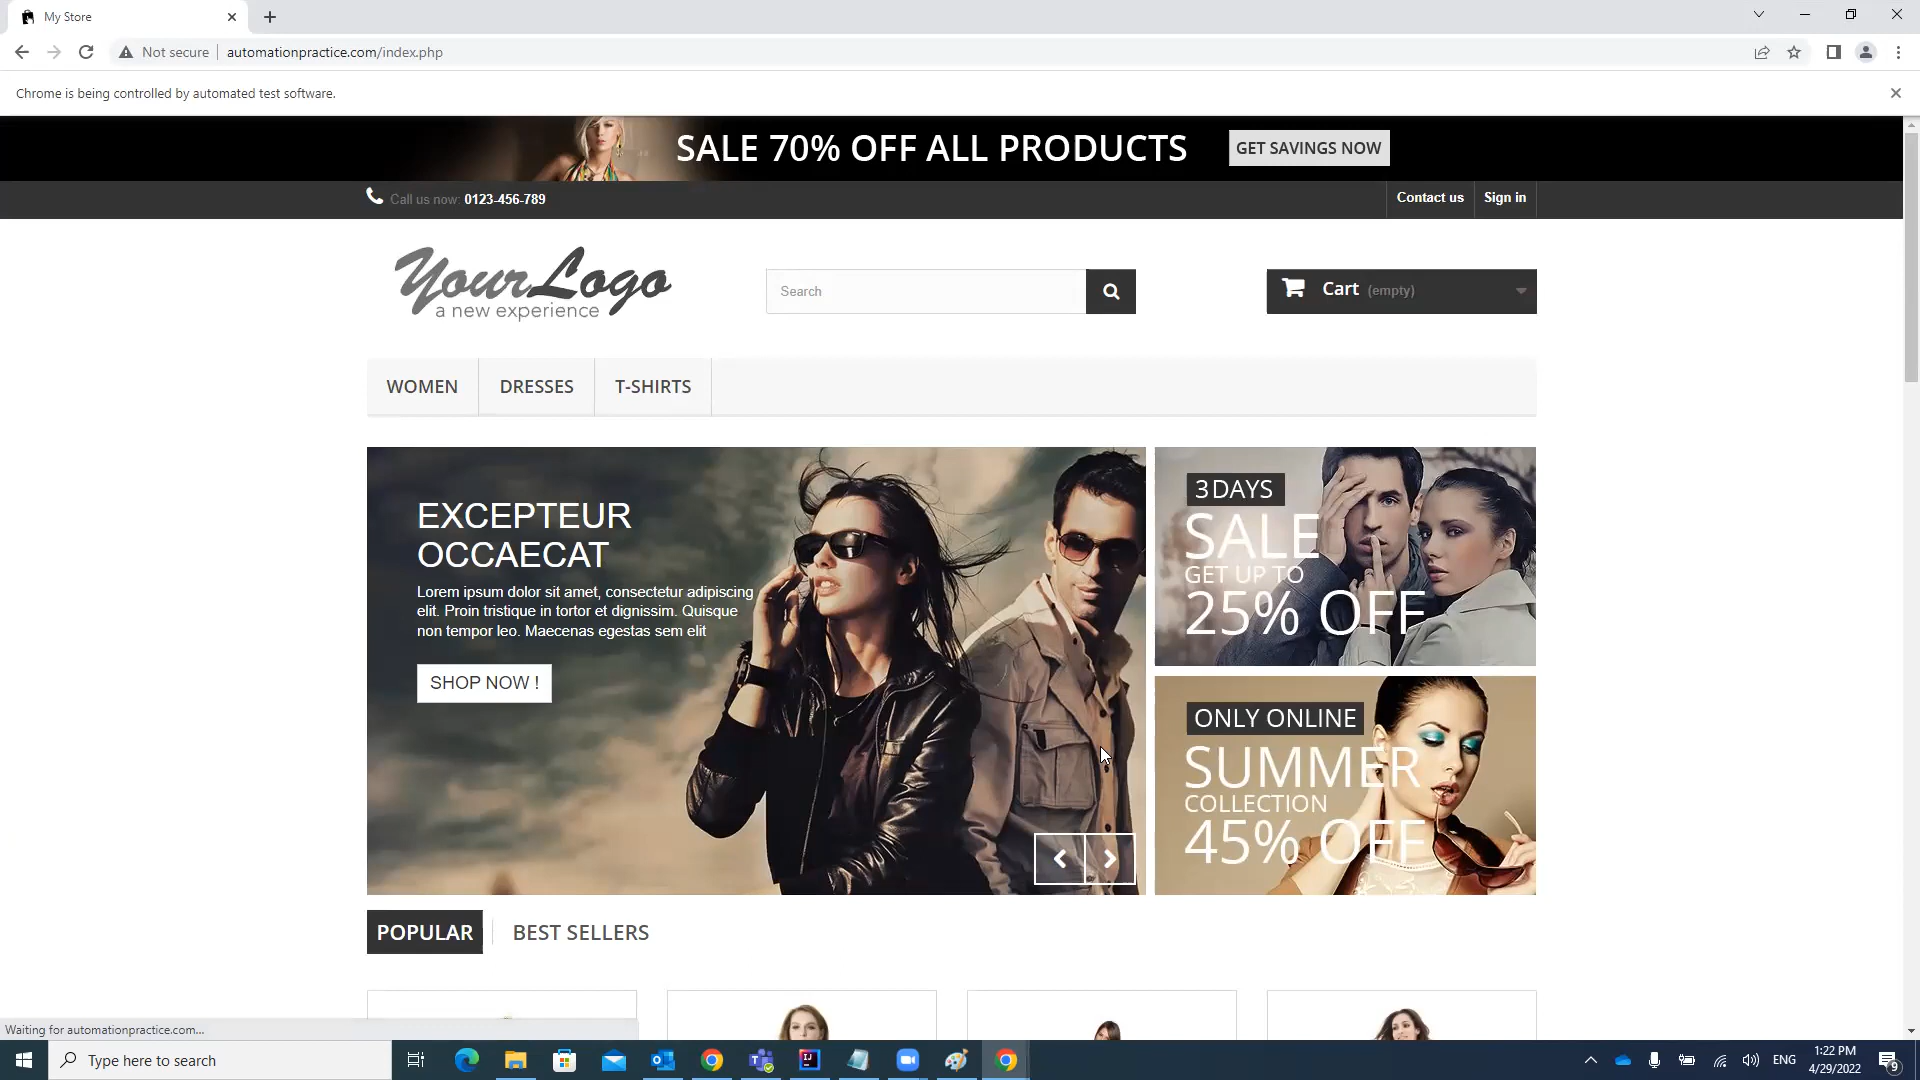 My Store
Not secure
automationpractice.com/index.php
Chrome is being controlled by automated test software.
SALE 70% OFF ALL PRODUCTS
GET SAVINGS NOW
Call us now: 0123-456-789
Contact us
Sign in
YourLogo
a new experience
Search
Cart (empty)
WOMEN
DRESSES
T-SHIRTS
EXCEPTEUR
OCCAECAT
Lorem ipsum dolor sit amet, consectetur adipiscing
elit. Proin tristique in tortor et dignissim. Quisque
non tempor leo. Maecenas egestas sem elit
SHOP NOW !
3DAYS
SALE
GET UP TO
25% OFF
ONLY ONLINE
SUMMER
COLLECTION
45% OFF
POPULAR
BEST SELLERS
Waiting for automationpractice.com...
Type here to search
ENG
1:22 PM
4/29/2022
9